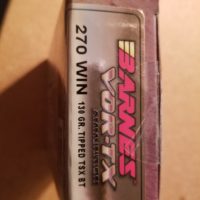 BARNES
VOR-TX
270 WIN
130 GR. TIPPED TSX BT